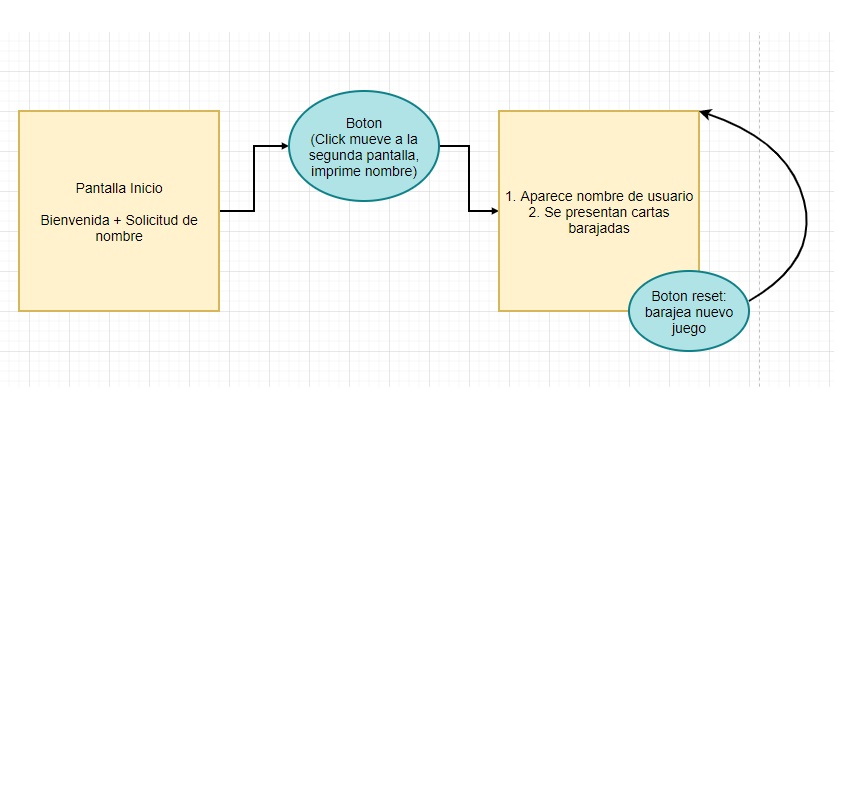 Pantalla Inicio
Bienvenida + Solicitud de
nombre
Boton
(Click mueve a la
segunda pantalla,
imprime nombre)
1. Aparece nombre de usuario
2. Se presentan cartas
barajadas
Boton reset:
barajea nuevo
juego